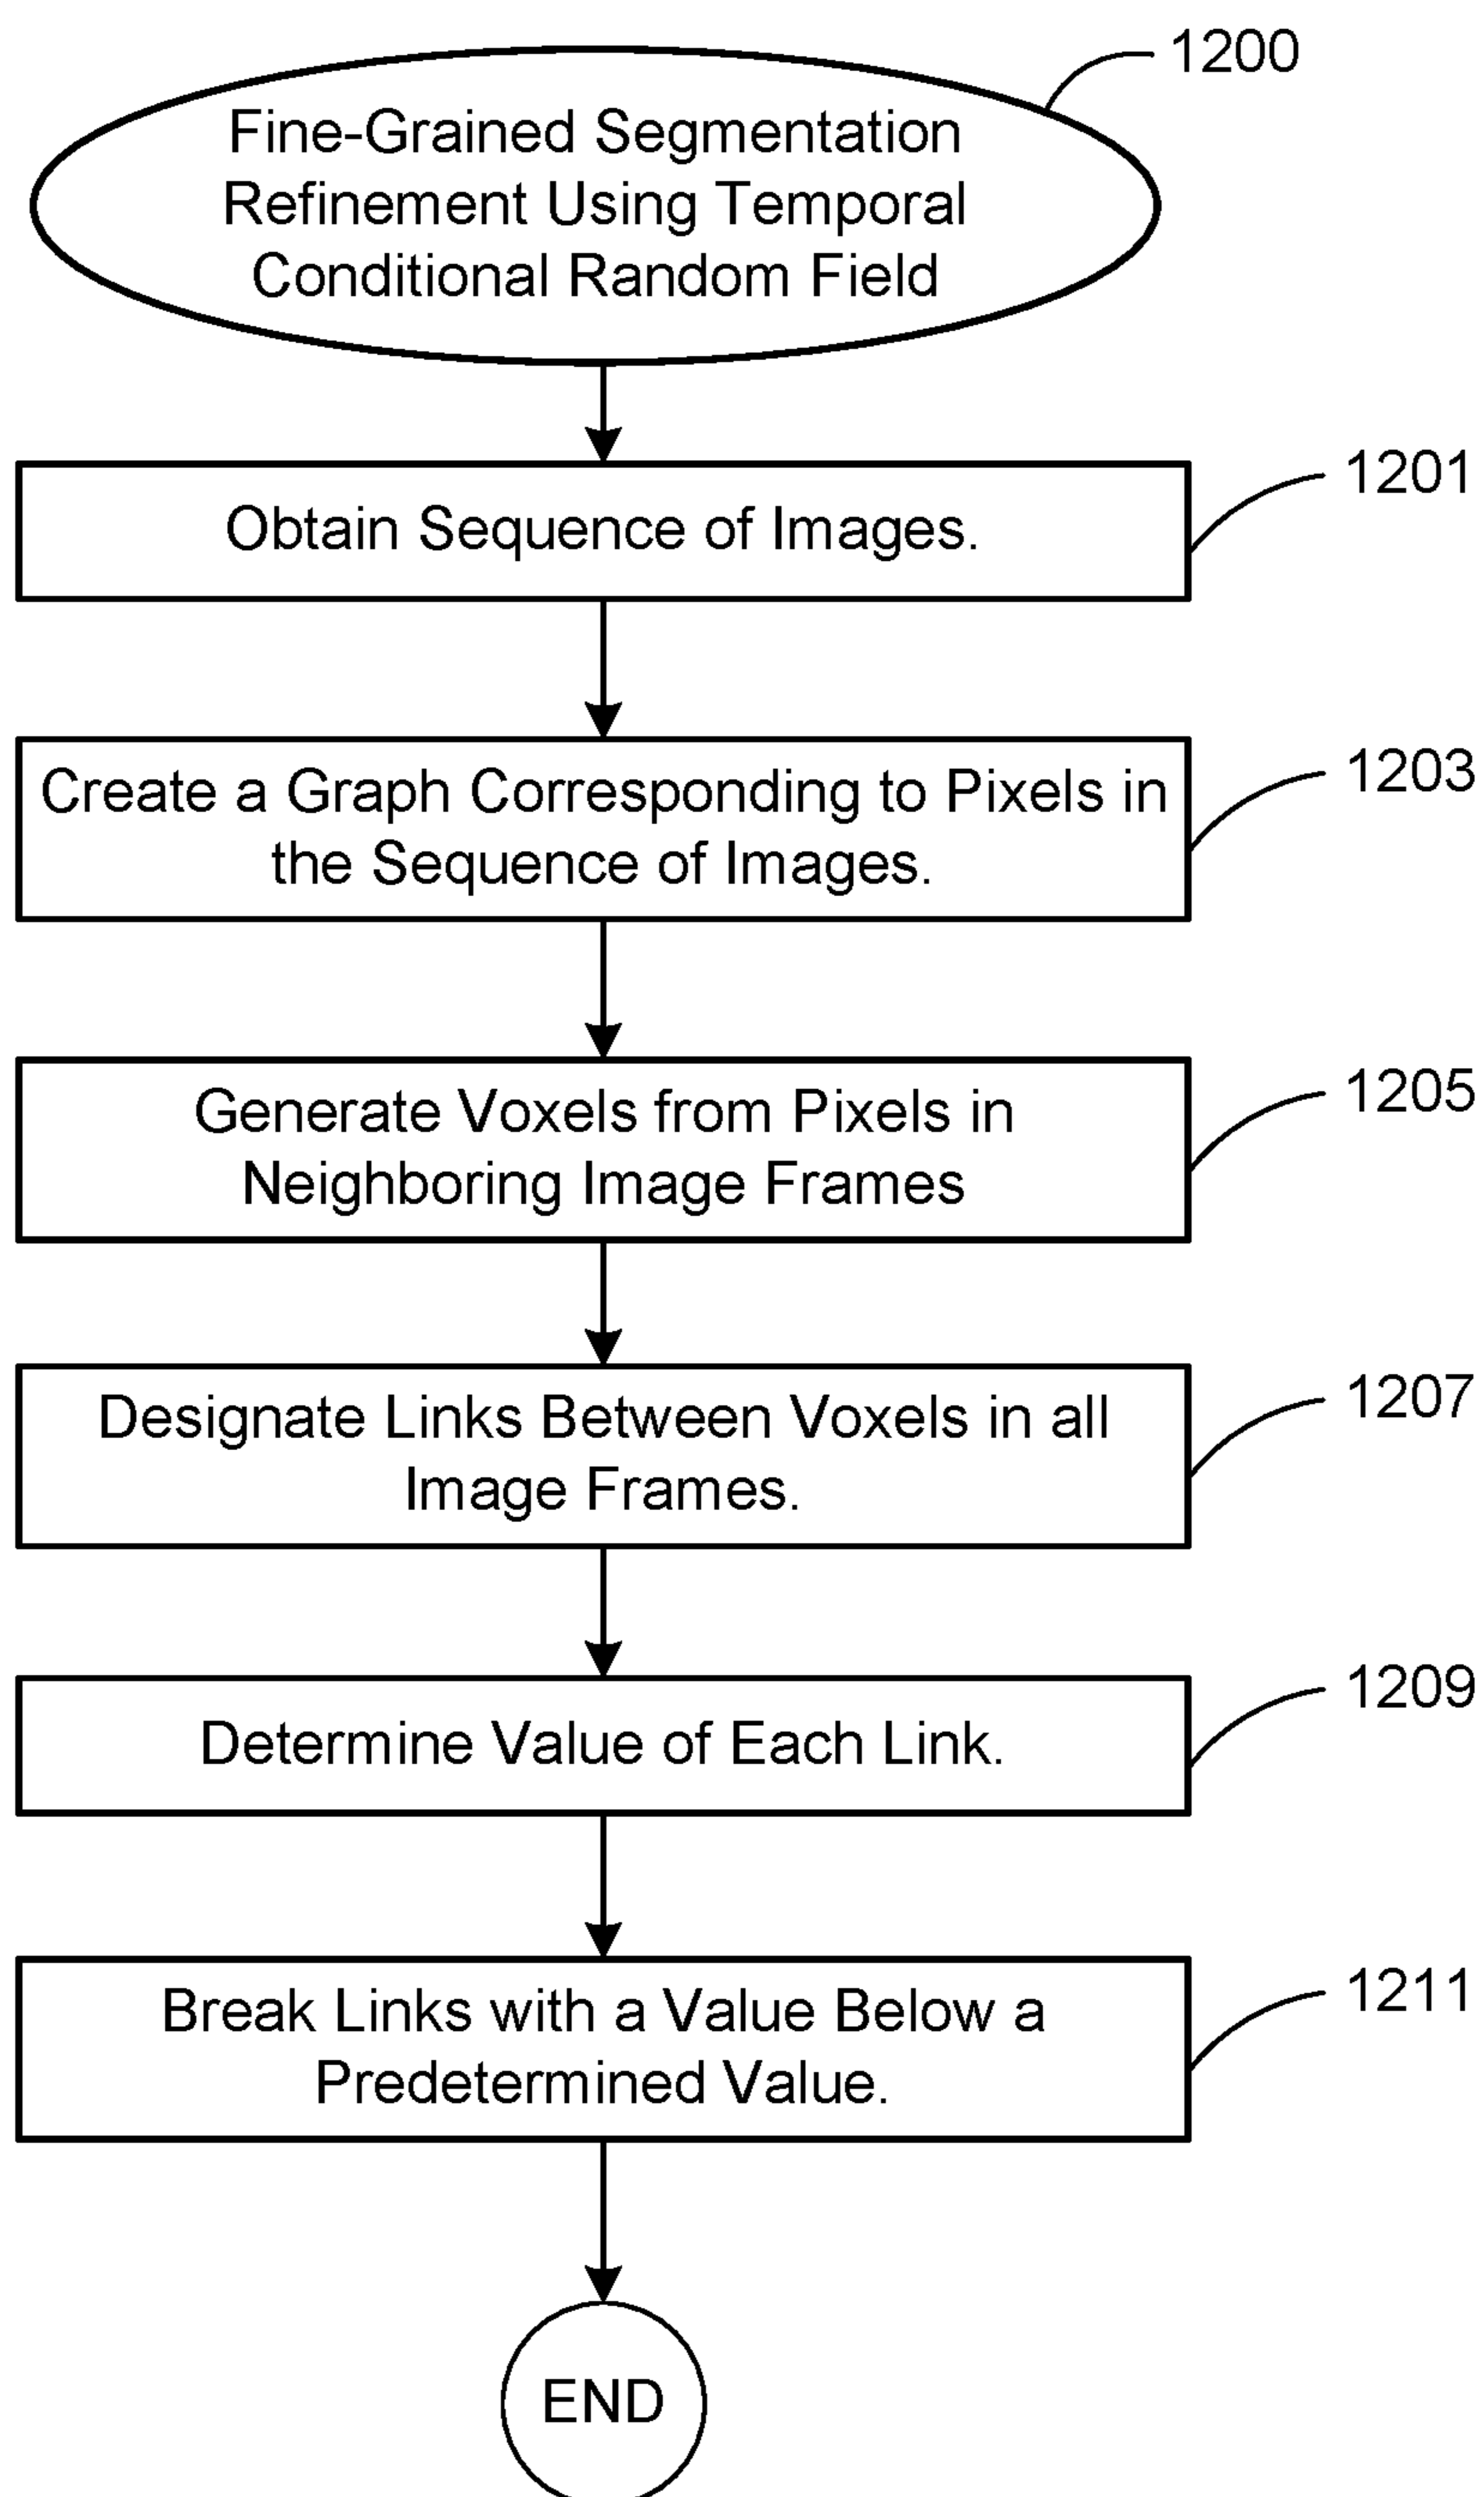 1200
Fine-Grained Segmentation
Refinement Using Temporal
Conditional Random Field
1201
Obtain Sequence of Images.
1203
Create a Graph Corresponding to Pixels in
the Sequence of Images.
1205
Generate Voxels from Pixels in
Neighboring Image Frames
1207
Designate Links Between Voxels in all
Image Frames.
1209
Determine Value of Each Link.
1211
Break Links with a Value Below a
Predetermined Value.
END